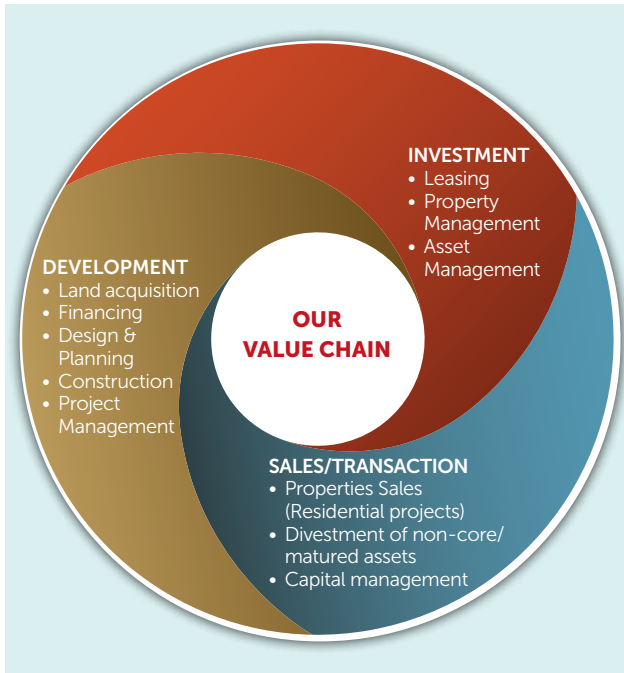 INVESTMENT
• Leasing
• Property
Management
• Asset
Management
DEVELOPMENT
• Land acquisition
• Financing
• Design &
Planning
• Construction
• Project
Management
OUR
VALUE CHAIN
SALES/TRANSACTION
• Properties Sales
(Residential projects)
• Divestment of non-core/
matured assets
• Capital management